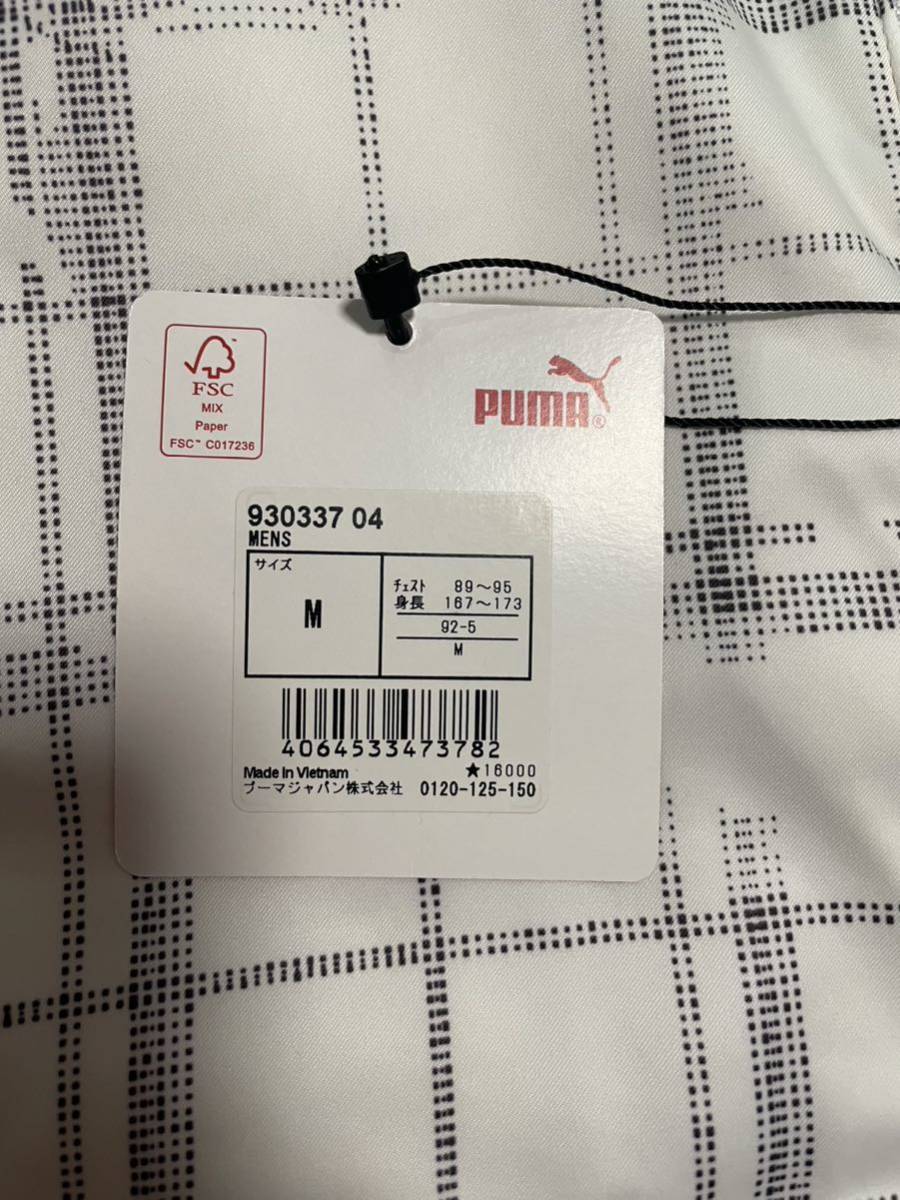 FSC
MIX
Paper
FSC™ C017236
PUMA®
930337 04
MENS
サイズ
M
チェスト 89～95
身長 167～173
92-5
M
4064533473782
Made in Vietnam
★16000
プーマジャパン株式会社 0120-125-150